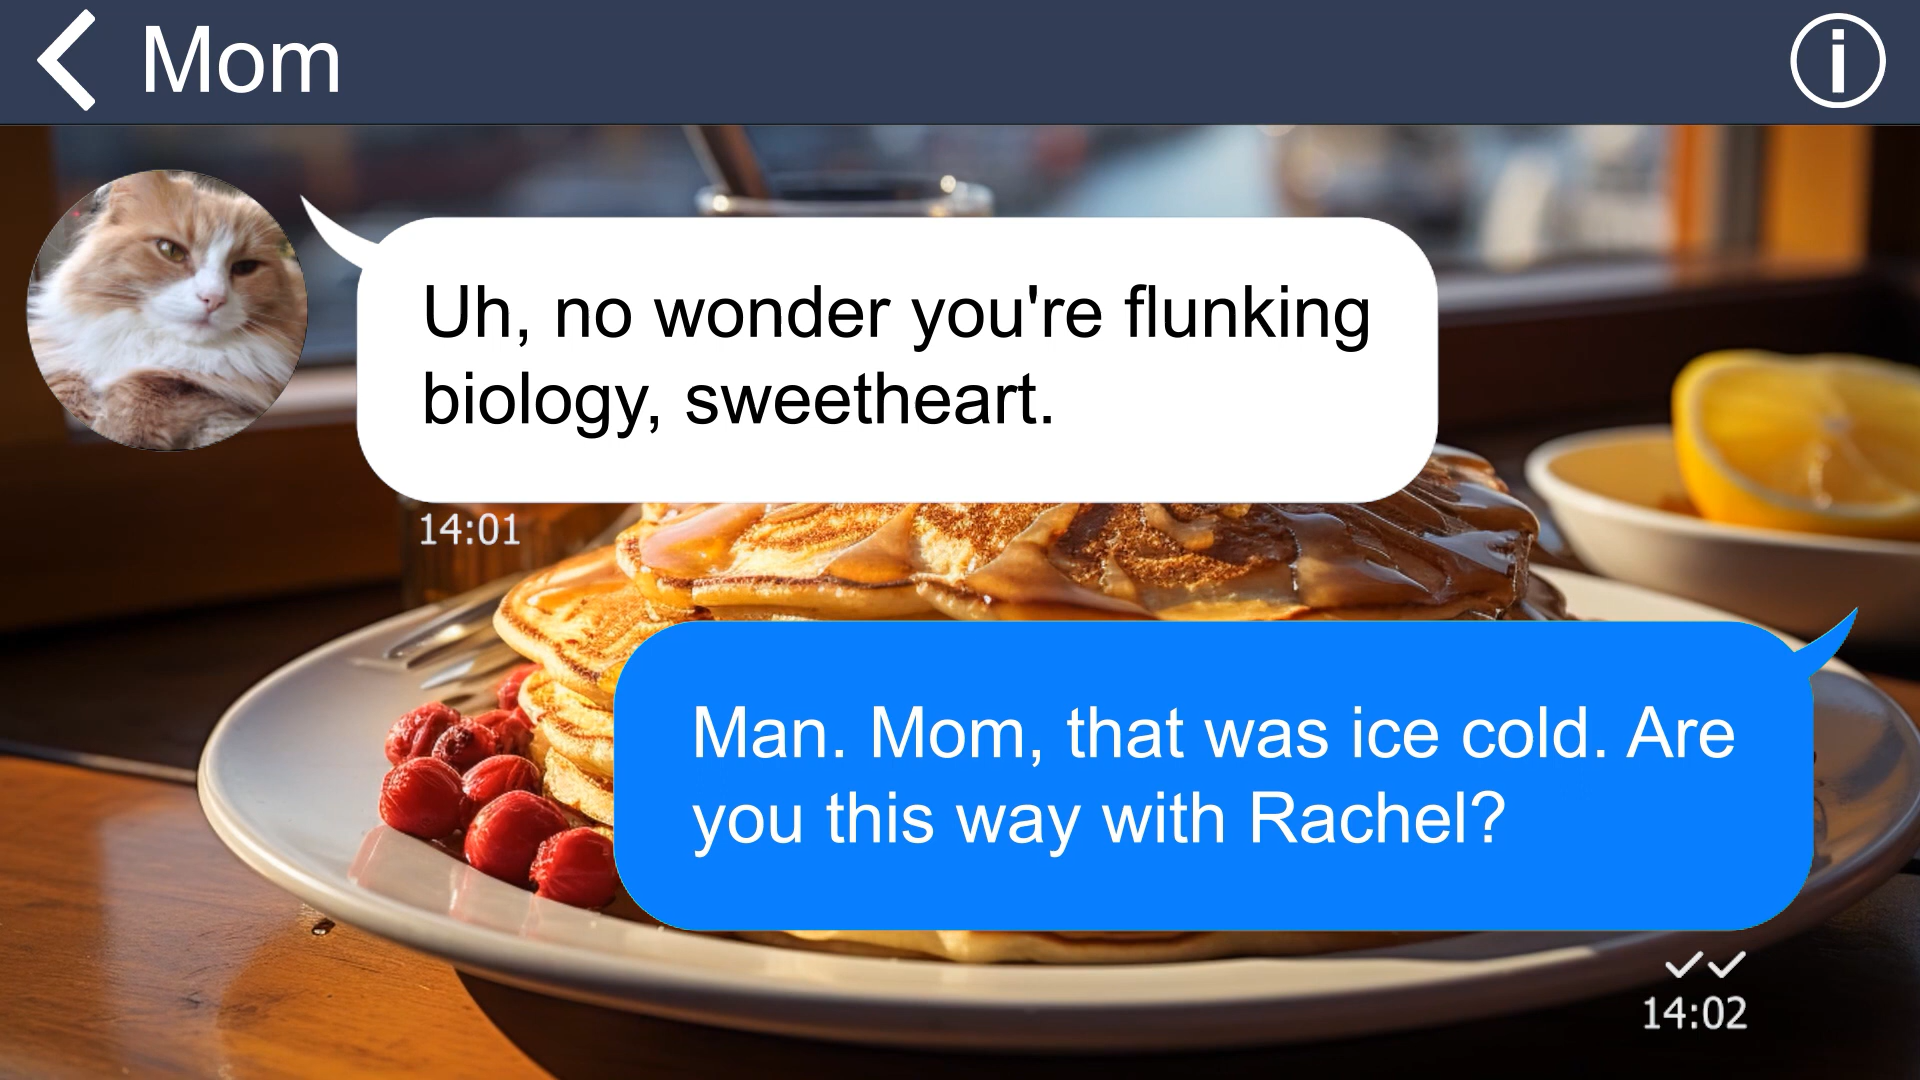 Mom
Uh, no wonder you're flunking
biology, sweetheart.
14:01
Man. Mom, that was ice cold. Are
you this way with Rachel?
14:02